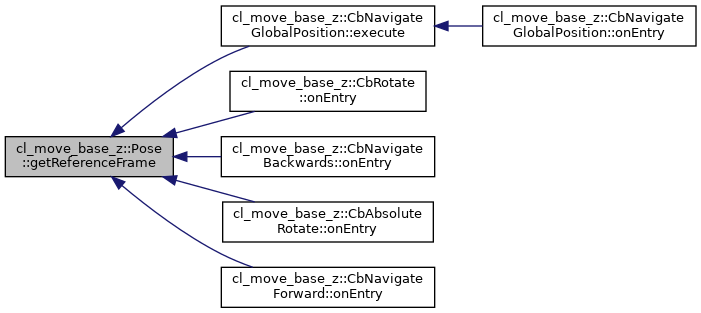 cl_move_base_z::CbNavigate
GlobalPosition::execute
cl_move_base_z::CbNavigate
GlobalPosition::onEntry
cl_move_base_z::CbRotate
::onEntry
cl_move_base_z::Pose
::getReferenceFrame
cl_move_base_z::CbNavigate
Backwards::onEntry
cl_move_base_z::CbAbsolute
Rotate::onEntry
cl_move_base_z::CbNavigate
Forward::onEntry